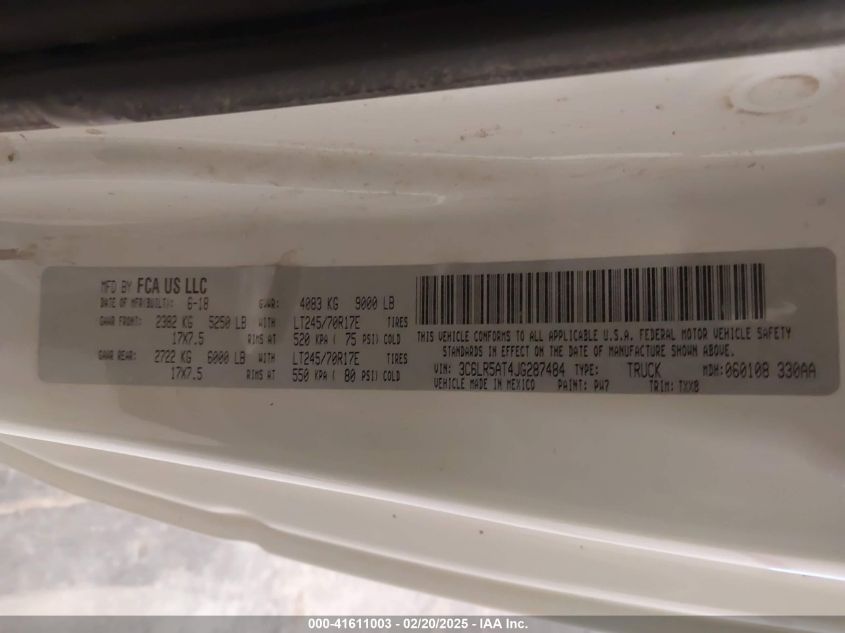 MFD BY FCA US LLC
DATE OF MFR(BUILT): 6-18 GVWR: 4083 KG 9000 LB
GAWR FRONT: 2382 KG 5250 LB WITH LT245/70R17E TIRES
17X7.5 RIMS AT 520 KPA ( 75 PSI) COLD
GAWR REAR: 2722 KG 6000 LB WITH LT245/70R17E TIRES
17X7.5 RIMS AT 550 KPA ( 80 PSI) COLD
THIS VEHICLE CONFORMS TO ALL APPLICABLE U.S.A. FEDERAL MOTOR VEHICLE SAFETY
STANDARDS IN EFFECT ON THE DATE OF MANUFACTURE SHOWN ABOVE.
VIN: 3C6LR5AT4JG287484 TYPE: TRUCK MDH: 060108 330AA
VEHICLE MADE IN MEXICO PAINT: PW7 TRIM: TXX8
000-41611003 - 02/20/2025 - IAA Inc.